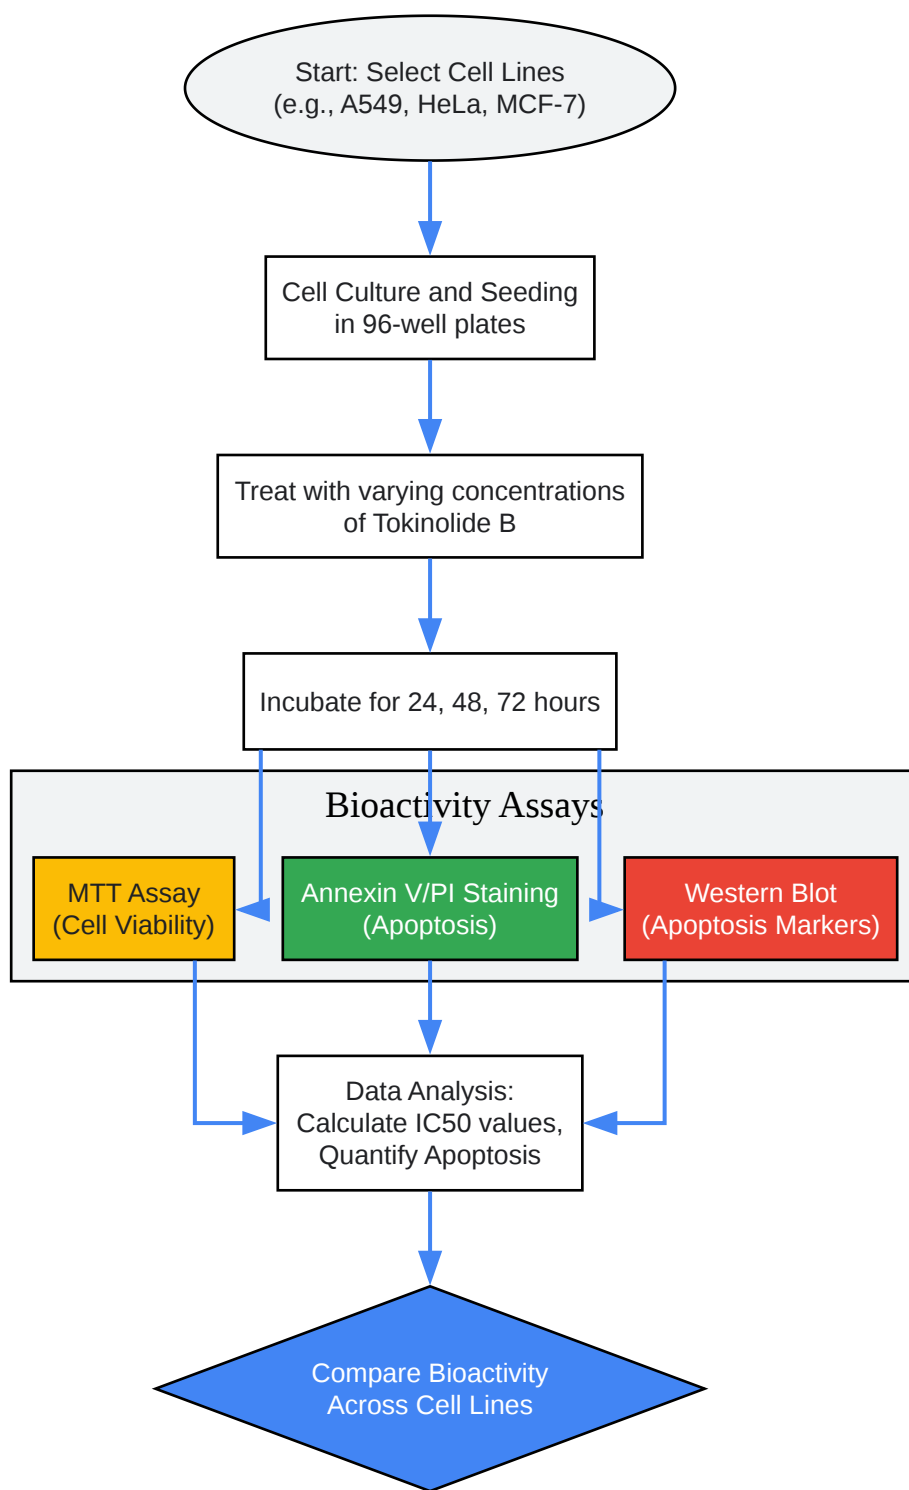 Start: Select Cell Lines
(e.g., A549, HeLa, MCF-7)
Cell Culture and Seeding
in 96-well plates
Treat with varying concentrations
of Tokinolide B
Incubate for 24, 48, 72 hours
Bioactivity Assays
MTT Assay
(Cell Viability)
Annexin V/PI Staining
(Apoptosis)
Western Blot
(Apoptosis Markers)
Data Analysis:
Calculate IC50 values,
Quantify Apoptosis
Compare Bioactivity
Across Cell Lines